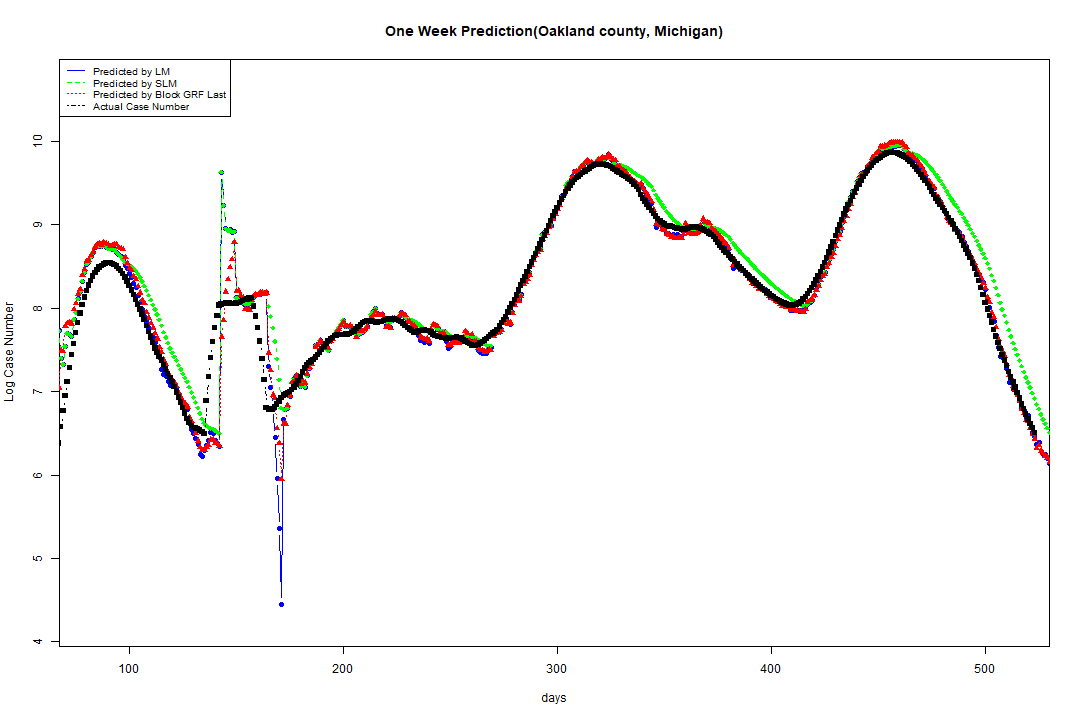 One Week Prediction(Oakland county, Michigan)
Predicted by LM
Predicted by SLM
Predicted by Block GRF Last
Actual Case Number
10
9
8
7
6
5
4
Log Case Number
100 200 300 400 500
days